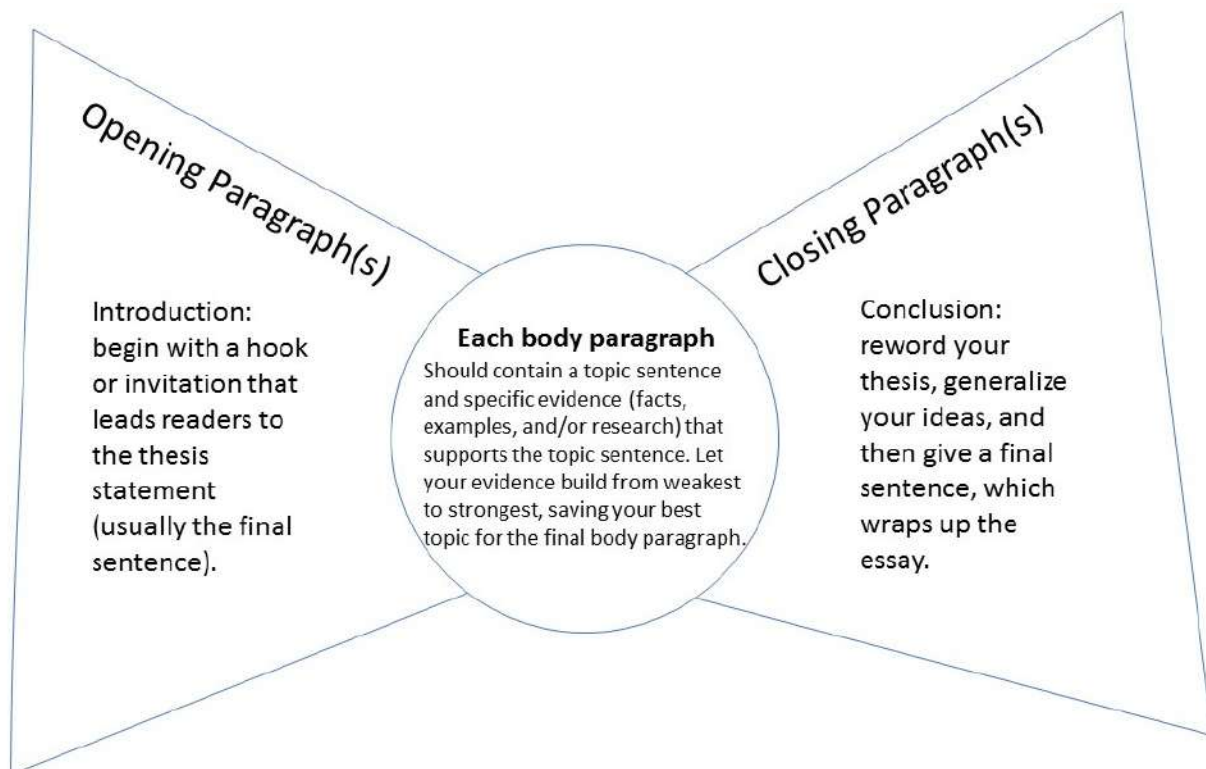 Opening Paragraph(s)
Introduction:
begin with a hook
or invitation that
leads readers to
the thesis
statement
(usually the final
sentence).
Each body paragraph
Should contain a topic sentence
and specific evidence (facts,
examples, and/or research) that
supports the topic sentence. Let
your evidence build from weakest
to strongest, saving your best
topic for the final body paragraph.
Closing Paragraph(s)
Conclusion:
reword your
thesis, generalize
your ideas, and
then give a final
sentence, which
wraps up the
essay.